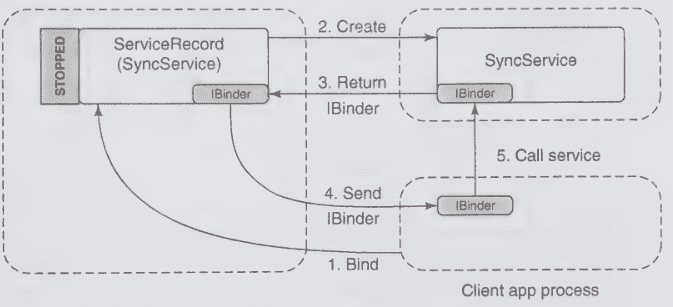 2. Create
STOPPED
ServiceRecord
(SyncService)
SyncService
3. Return
IBinder
IBinder
IBinder
5. Call service
4. Send
IBinder
IBinder
1. Bind
Client app process